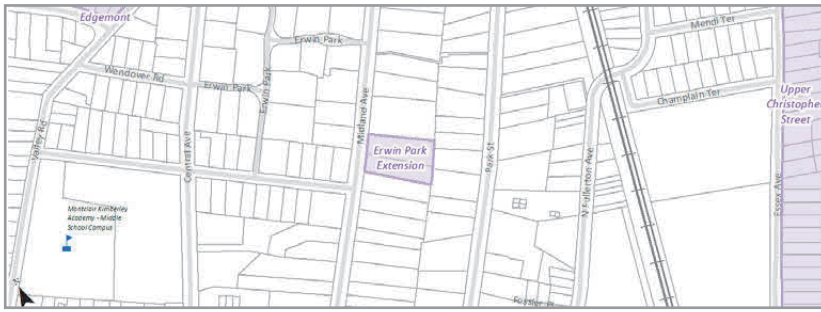 Edgemont
Mendl Ter
Erwin Park
Wendover Rd
Erwin Park
Erwin Park
Midland Ave
Champlain Ter
Upper
Christopher
Street
Valley Rd
Central Ave
Erwin Park
Extension
Park St
N Fullerton Ave
Essex Ave
Montclair Kimberley
Academy - Middle
School Campus